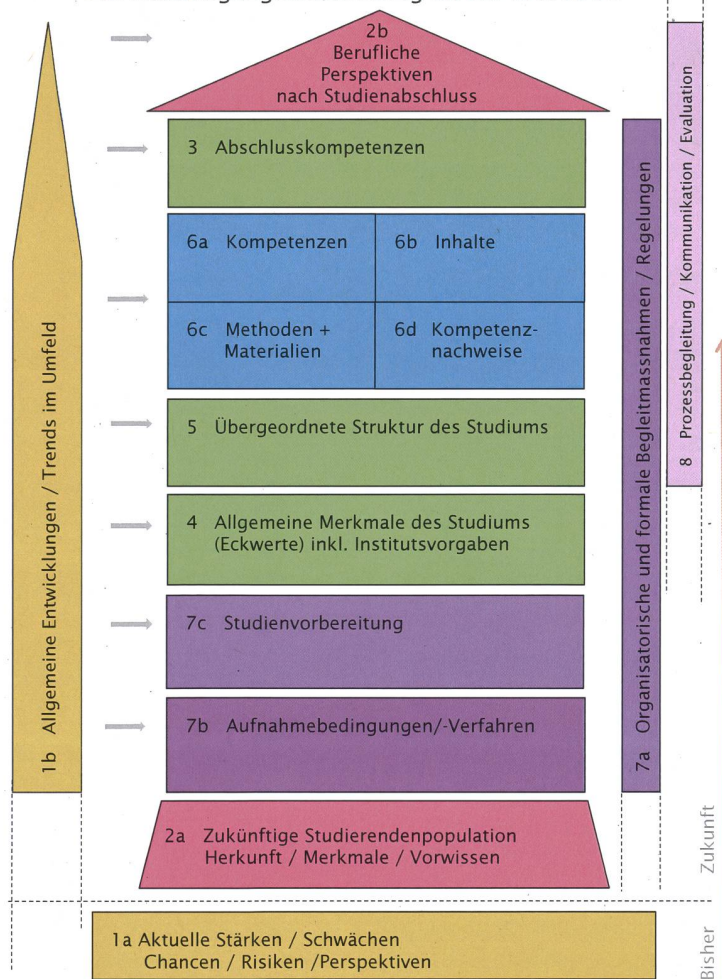 2b
Berufliche
Perspektiven
nach Studienabschluss
3 Abschlusskompetenzen
6a Kompetenzen
6b Inhalte
6c Methoden +
Materialien
6d Kompetenz-
nachweise
5 Übergeordnete Struktur des Studiums
4 Allgemeine Merkmale des Studiums
(Eckwerte) inkl. Institutsvorgaben
7c Studienvorbereitung
7b Aufnahmebedingungen/-Verfahren
2a Zukünftige Studierendenpopulation
Herkunft / Merkmale / Vorwissen
1a Aktuelle Stärken / Schwächen
Chancen / Risiken /Perspektiven
1b Allgemeine Entwicklungen / Trends im Umfeld
7a Organisatorische und formale Begleitmassnahmen / Regelungen
8 Prozessbegleitung / Kommunikation / Evaluation
Zukunft
Bisher